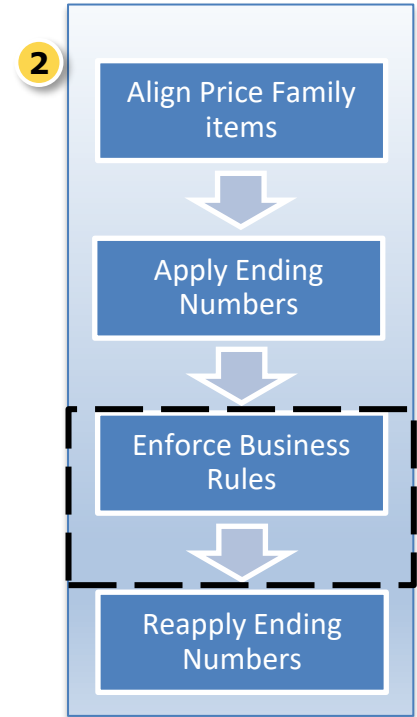 2
Align Price Family
items
Apply Ending
Numbers
Enforce Business
Rules
Reapply Ending
Numbers